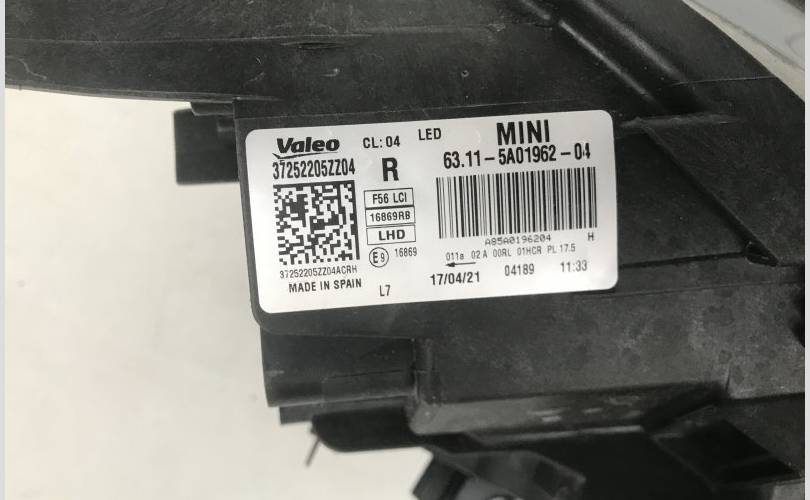 Valeo CL: 04 LED MINI
37252205ZZ04 R 63.11-5A01962-04
F56 LCI
16869RB
LHD
A85A0196204 H
E9 16869 011a 02A 00RL 01HCR PL 17.5
37252205ZZ04ACRH
MADE IN SPAIN L7 17/04/21 04189 11:33